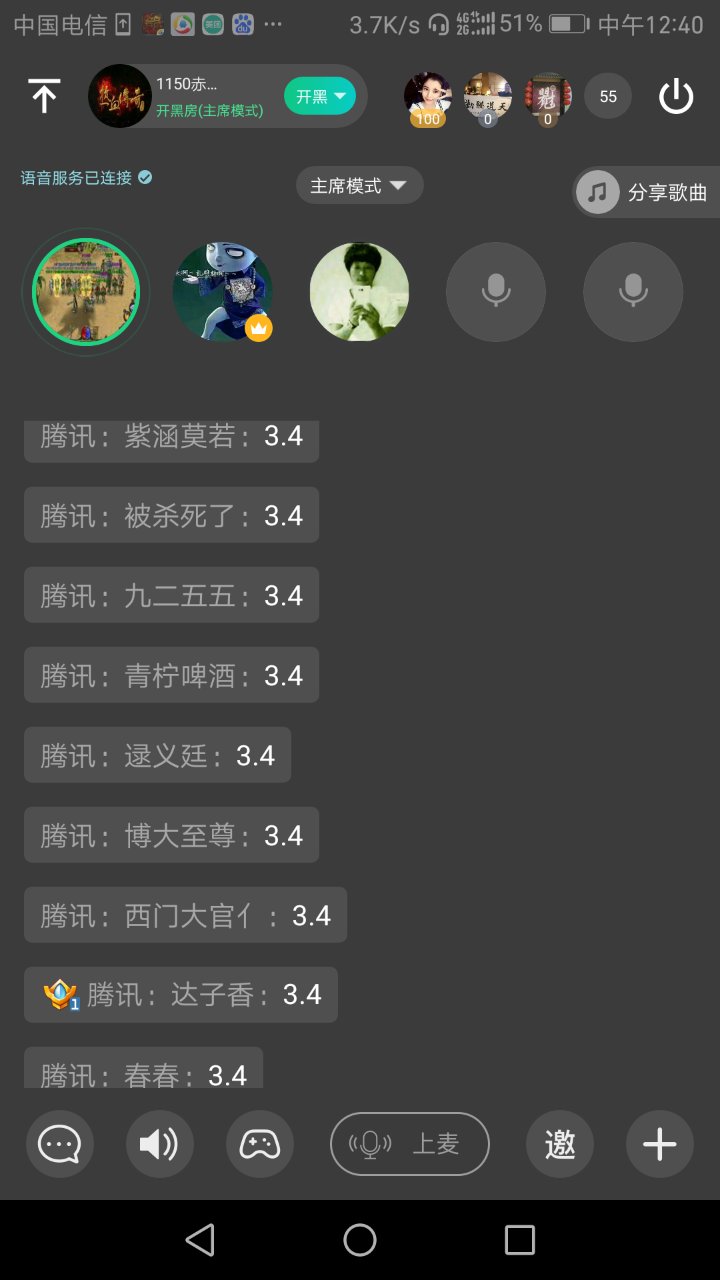 中国电信
3.7K/s 4G 2G 51% 中午12:40
1150赤...
开黑房(主席模式)
开黑
100
0
0
55
语音服务已连接
主席模式
分享歌曲
腾讯：紫涵莫若：3.4
腾讯：被杀死了：3.4
腾讯：九二五五：3.4
腾讯：青柠啤酒：3.4
腾讯：逯义廷：3.4
腾讯：博大至尊：3.4
腾讯：西门大官亻：3.4
1 腾讯：达子香：3.4
腾讯：春春：3.4
上麦
邀